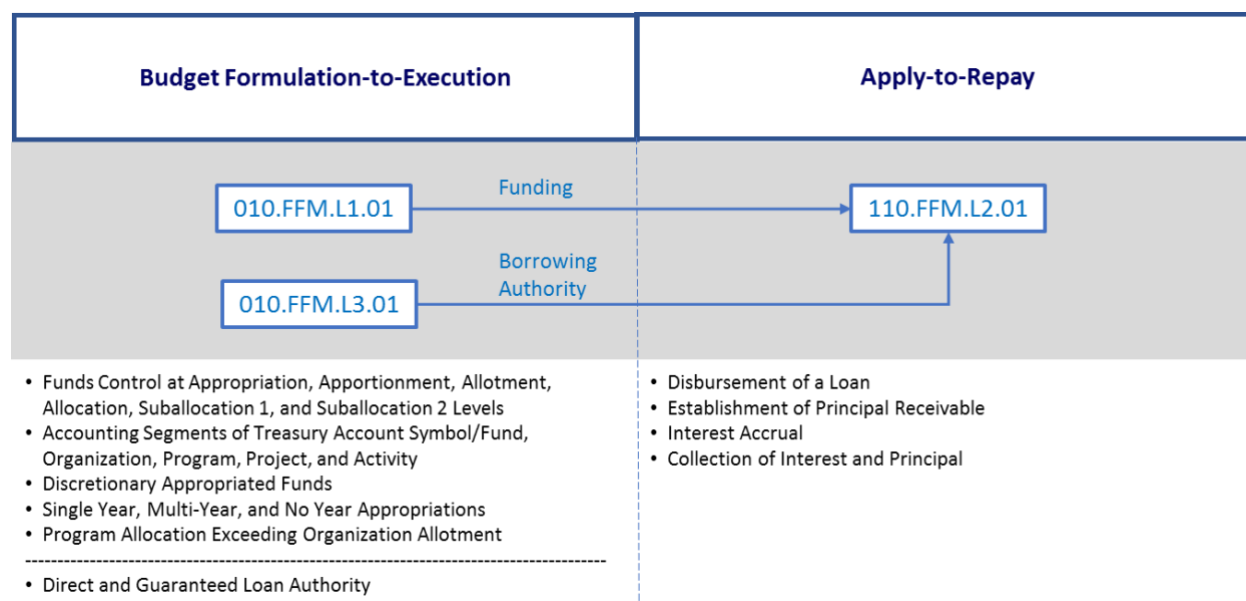 Budget Formulation-to-Execution
Apply-to-Repay
010.FFM.L1.01
Funding
110.FFM.L2.01
010.FFM.L3.01
Borrowing
Authority
• Funds Control at Appropriation, Apportionment, Allotment,
Allocation, Suballocation 1, and Suballocation 2 Levels
• Accounting Segments of Treasury Account Symbol/Fund,
Organization, Program, Project, and Activity
• Discretionary Appropriated Funds
• Single Year, Multi-Year, and No Year Appropriations
• Program Allocation Exceeding Organization Allotment
• Direct and Guaranteed Loan Authority
• Disbursement of a Loan
• Establishment of Principal Receivable
• Interest Accrual
• Collection of Interest and Principal